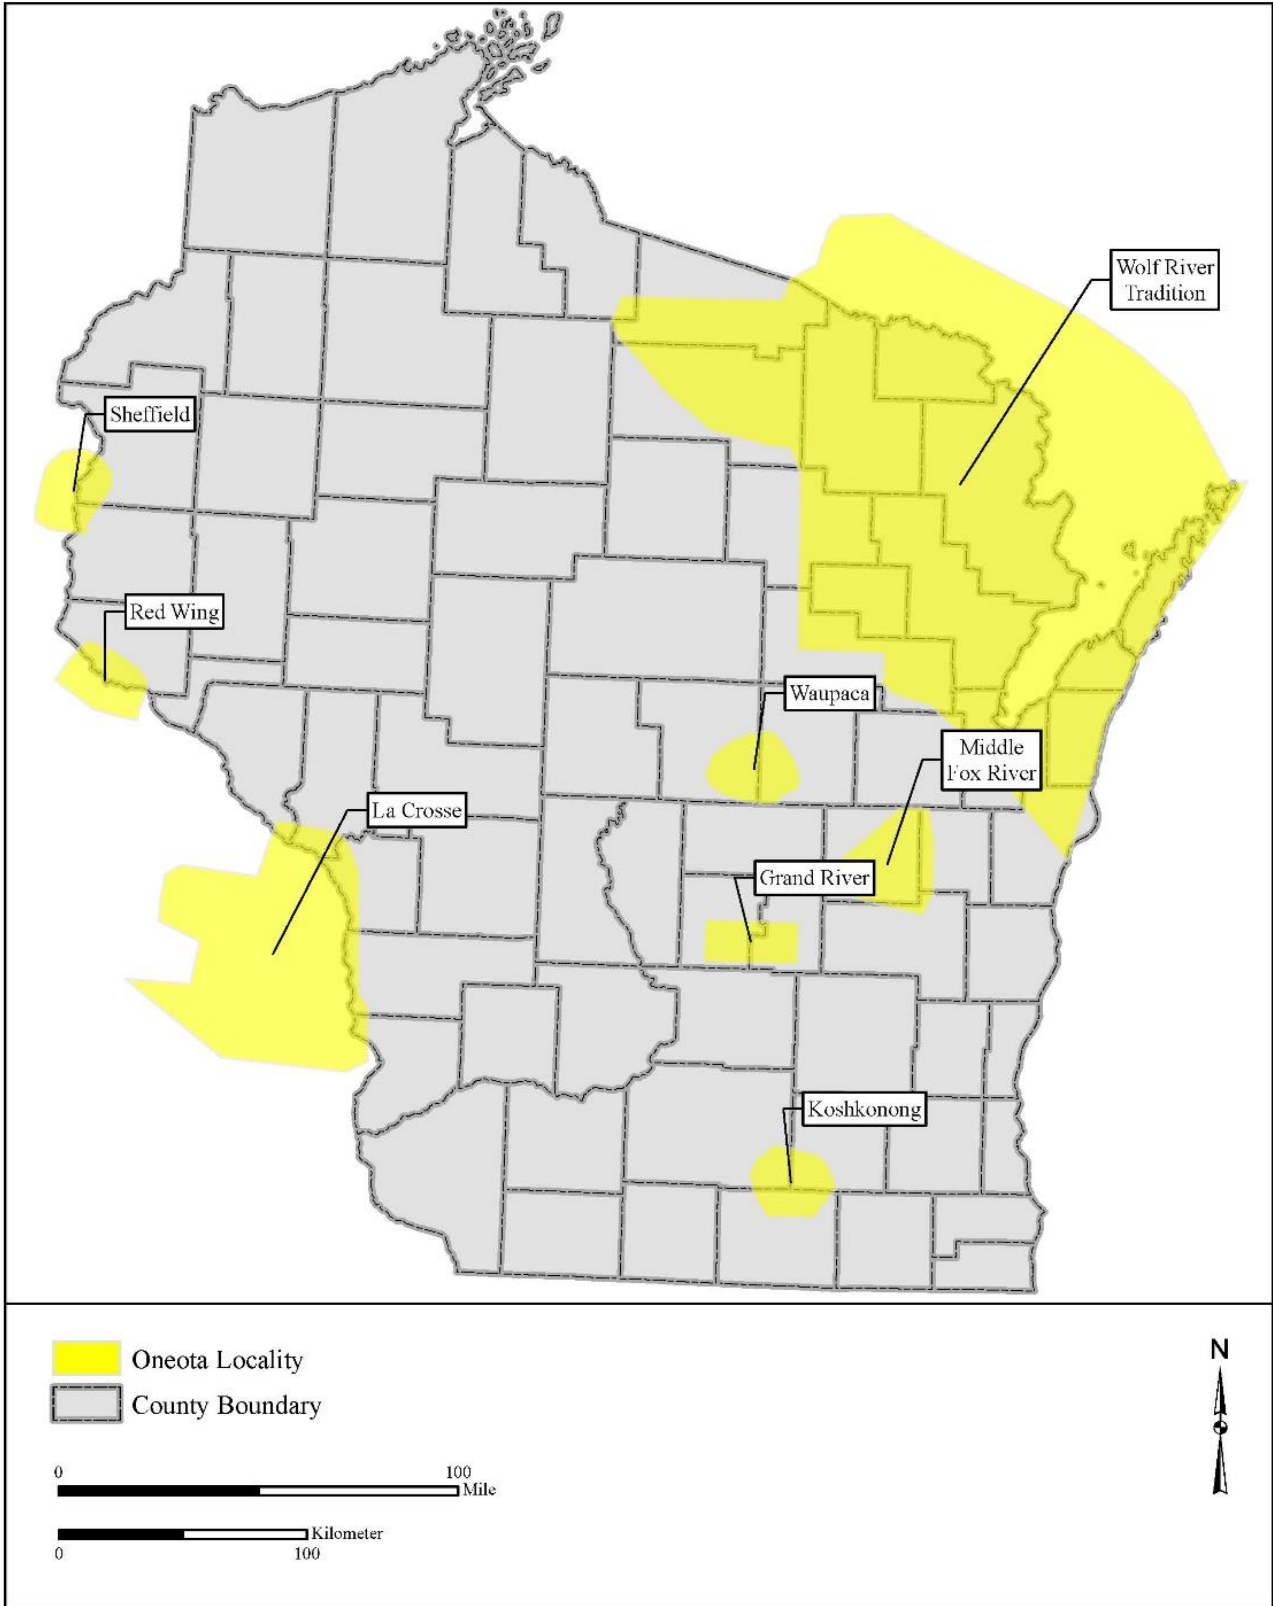 Wolf River
Tradition
Sheffield
Red Wing
Waupaca
Middle
Fox River
La Crosse
Grand River
Koshkonong
Oneota Locality
County Boundary
N
0 100
Mile
Kilometer
0 100